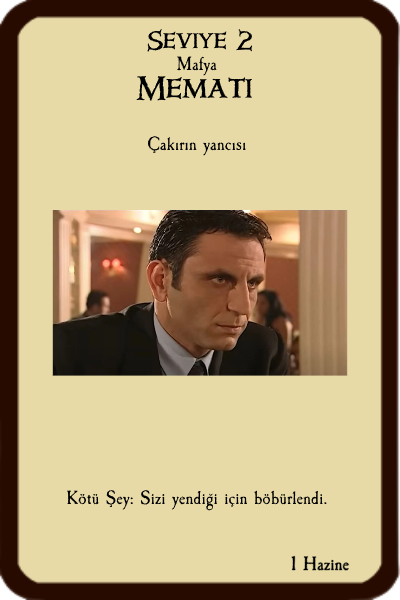 SEVIYE 2
Mafya
MEMATI
Çakırın yancısı
Kötü Şey: Sizi yendiği için böbürlendi.
1 Hazine